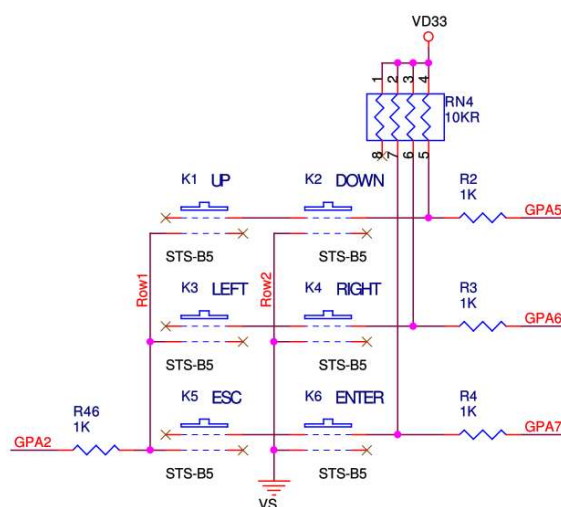 VD33
1 2 3 4
RN4
10KR
8 7 6 5
K1 UP
K2 DOWN
R2
1K
GPA5
STS-B5
STS-B5
Row1
Row2
K3 LEFT
K4 RIGHT
R3
1K
GPA6
STS-B5
STS-B5
K5 ESC
K6 ENTER
R4
1K
GPA7
R46
1K
GPA2
STS-B5
STS-B5
VS